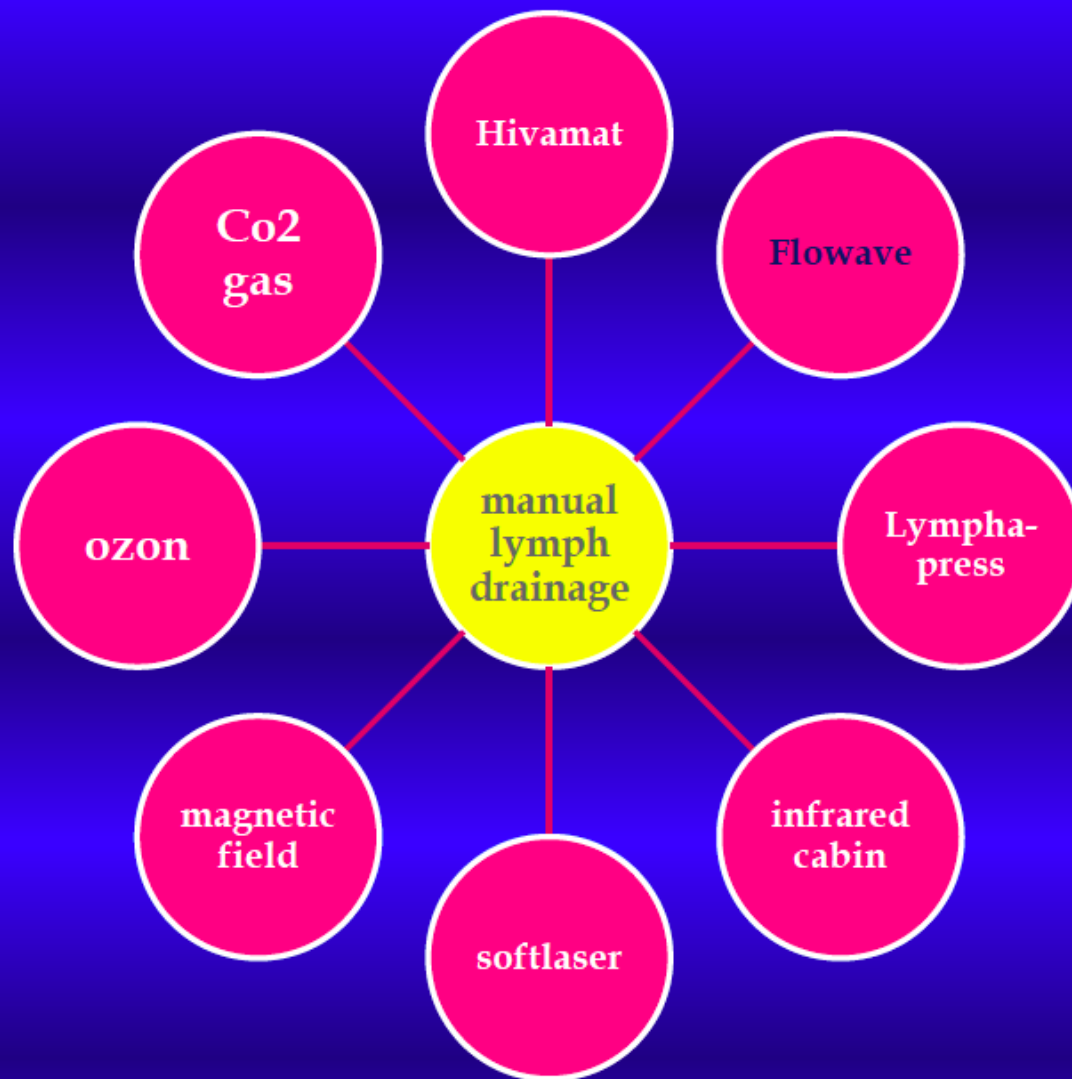 Hivamat
Co2
gas
Flowave
manual
lymph
drainage
ozon
Lympha-
press
magnetic
field
infrared
cabin
softlaser